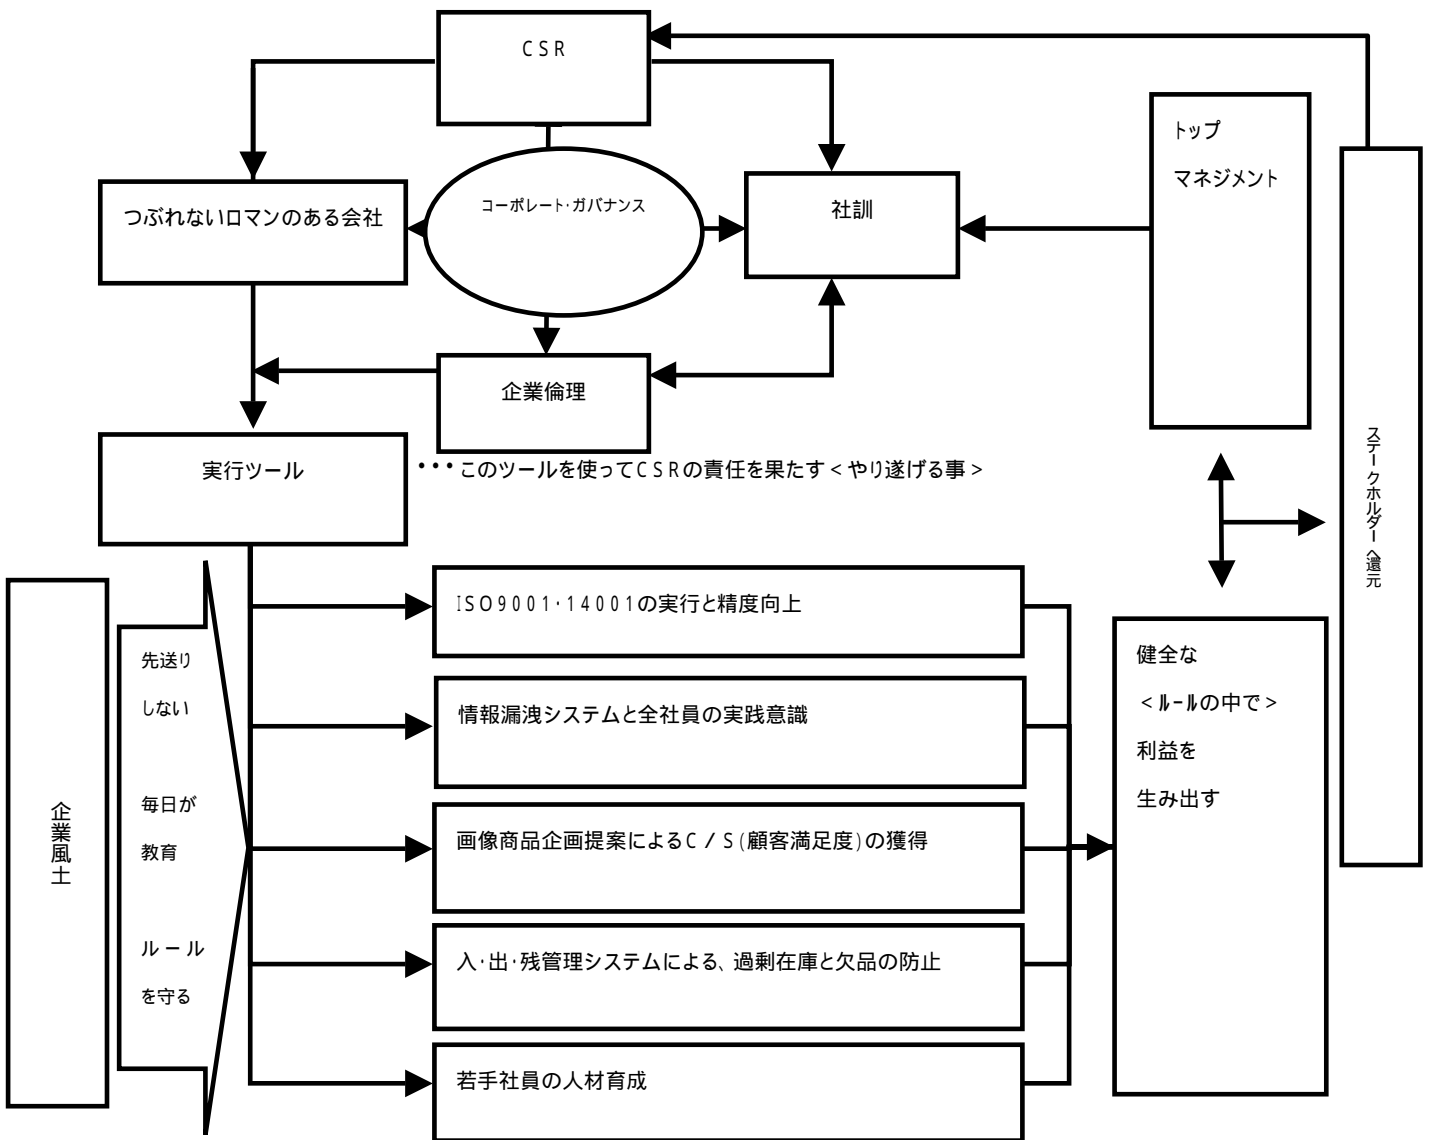 CSR
トップ
マネジメント
つぶれないロマンのある会社
コーポレート・ガバナンス
社訓
企業倫理
実行ツール
・・・このツールを使ってCSRの責任を果たす<やり遂げる事>
ステークホルダーへ還元
企業風土
先送り
しない
毎日が
教育
ルール
を守る
ISO9001・14001の実行と精度向上
情報漏洩システムと全社員の実践意識
画像商品企画提案によるC/S(顧客満足度)の獲得
入・出・残管理システムによる、過剰在庫と欠品の防止
若手社員の人材育成
健全な
<ルールの中で>
利益を
生み出す